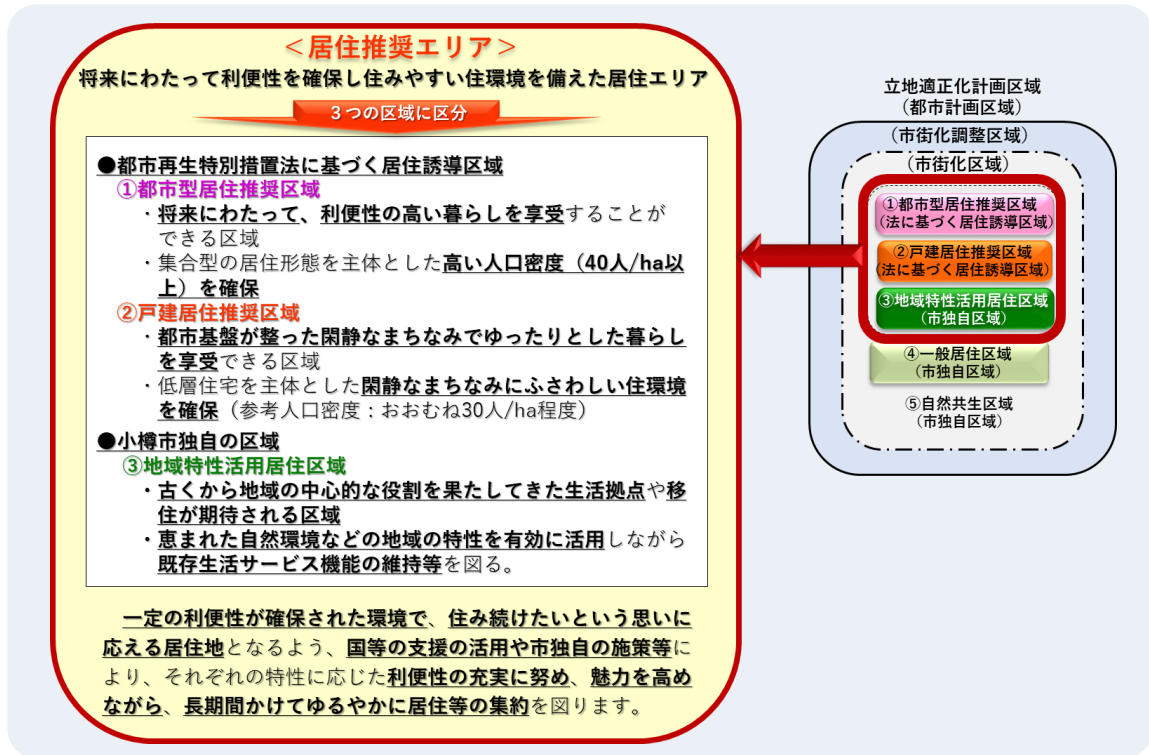 ＜居住推奨エリア＞
将来にわたって利便性を確保し住みやすい住環境を備えた居住エリア
３つの区域に区分
●都市再生特別措置法に基づく居住誘導区域
①都市型居住推奨区域
・将来にわたって、利便性の高い暮らしを享受することが
できる区域
・集合型の居住形態を主体とした高い人口密度（40人/ha以
上）を確保
②戸建居住推奨区域
・都市基盤が整った閑静なまちなみでゆったりとした暮らし
を享受できる区域
・低層住宅を主体とした閑静なまちなみにふさわしい住環境
を確保（参考人口密度：おおむね30人/ha程度）
●小樽市独自の区域
③地域特性活用居住区域
・古くから地域の中心的な役割を果たしてきた生活拠点や移
住が期待される区域
・恵まれた自然環境などの地域の特性を有効に活用しながら
既存生活サービス機能の維持等を図る。
一定の利便性が確保された環境で、住み続けたいという思いに
応える居住地となるよう、国等の支援の活用や市独自の施策等に
より、それぞれの特性に応じた利便性の充実に努め、魅力を高め
ながら、長期間かけてゆるやかに居住等の集約を図ります。
立地適正化計画区域
（都市計画区域）
（市街化調整区域）
（市街化区域）
①都市型居住推奨区域
（法に基づく居住誘導区域）
②戸建居住推奨区域
（法に基づく居住誘導区域）
③地域特性活用居住区域
（市独自区域）
④一般居住区域
（市独自区域）
⑤自然共生区域
（市独自区域）